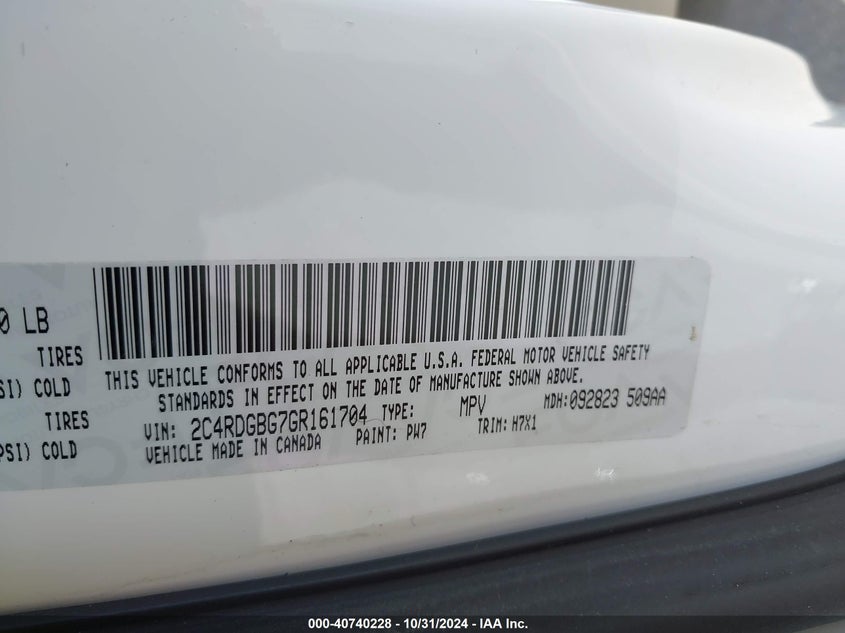 0 LB
TIRES
SI) COLD
TIRES
PSI) COLD
THIS VEHICLE CONFORMS TO ALL APPLICABLE U.S.A. FEDERAL MOTOR VEHICLE SAFETY
STANDARDS IN EFFECT ON THE DATE OF MANUFACTURE SHOWN ABOVE.
VIN: 2C4RDGBG7GR161704 TYPE: MPV MDH:092823 509AA
VEHICLE MADE IN CANADA PAINT: PW7 TRIM: H7X1
000-40740228 - 10/31/2024 - IAA Inc.